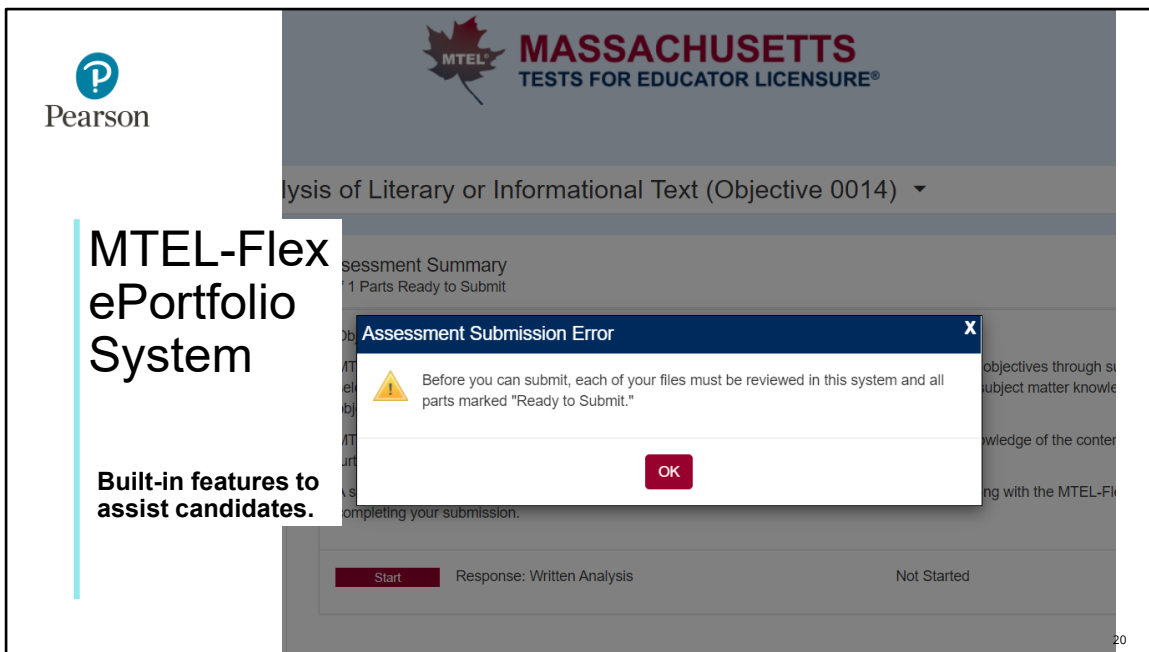 Pearson
MTEL®
MASSACHUSETTS
TESTS FOR EDUCATOR LICENSURE®
lysis of Literary or Informational Text (Objective 0014)
MTEL-Flex
ePortfolio
System
Built-in features to
assist candidates.
sessment Summary
1 Parts Ready to Submit
Assessment Submission Error
X
Before you can submit, each of your files must be reviewed in this system and all
parts marked "Ready to Submit."
OK
objectives through su
ubject matter knowle
owledge of the conter
ng with the MTEL-Fl
completing your submission.
Start Response: Written Analysis Not Started
20